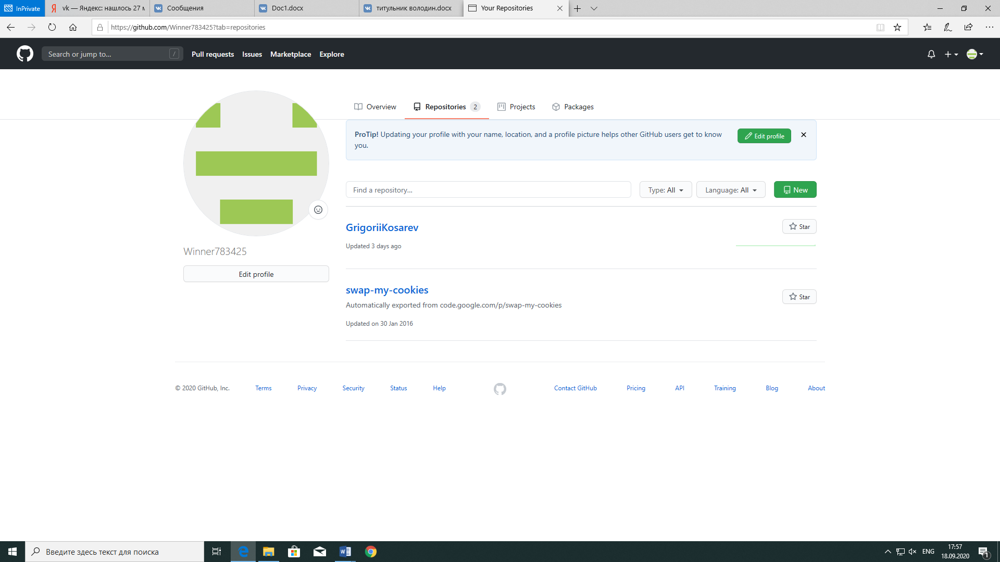 InPrivate
vk — Яндекс: нашлось 27 м
Сообщения
Doc1.docx
титульник володин.docx
Your Repositories
https://github.com/Winner783425?tab=repositories
Search or jump to...
/
Pull requests
Issues
Marketplace
Explore
Overview
Repositories 2
Projects
Packages
ProTip! Updating your profile with your name, location, and a profile picture helps other GitHub users get to know
you.
Edit profile
Find a repository...
Type: All
Language: All
New
Winner783425
Edit profile
GrigoriiKosarev
Star
Updated 3 days ago
swap-my-cookies
Star
Automatically exported from code.google.com/p/swap-my-cookies
Updated on 30 Jan 2016
© 2020 GitHub, Inc.
Terms
Privacy
Security
Status
Help
Contact GitHub
Pricing
API
Training
Blog
About
Введите здесь текст для поиска
ENG
17:57
18.09.2020
1